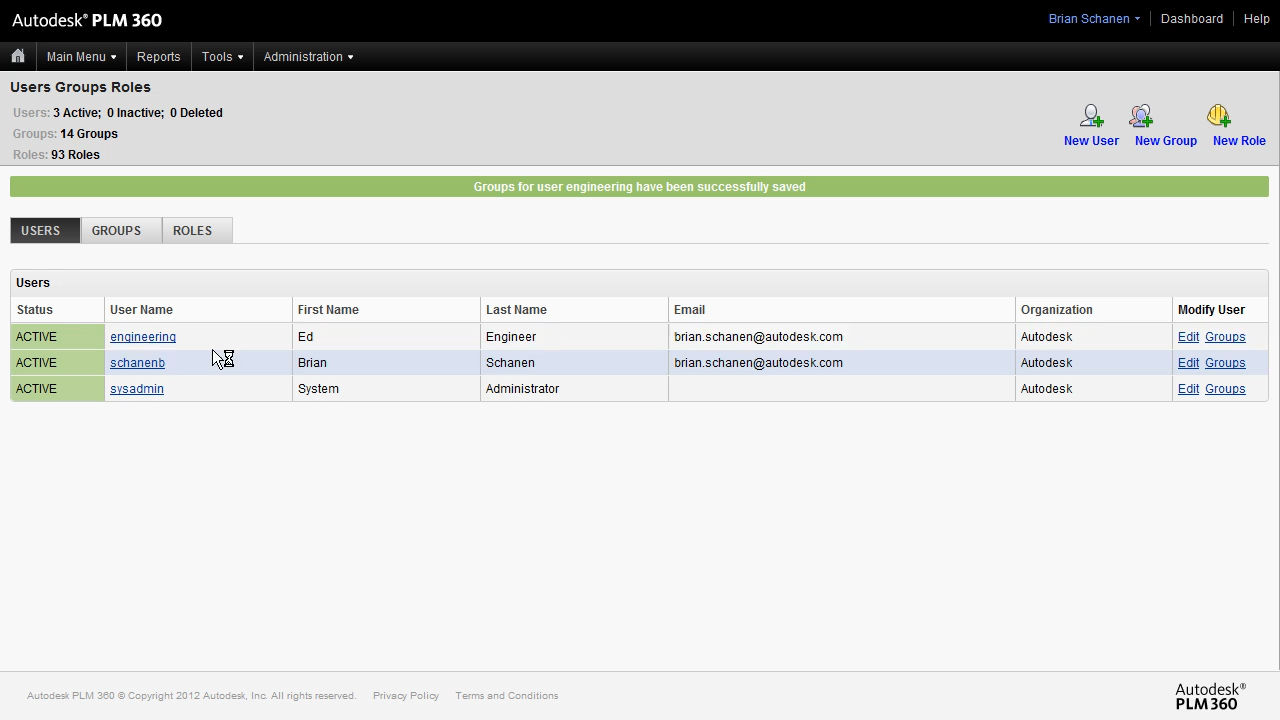 Autodesk® PLM 360
Brian Schanen Dashboard Help
Main Menu Reports Tools Administration
Users Groups Roles
Users: 3 Active; 0 Inactive; 0 Deleted
Groups: 14 Groups
Roles: 93 Roles
New User New Group New Role
Groups for user engineering have been successfully saved
USERS GROUPS ROLES
Users
Status User Name First Name Last Name Email Organization Modify User
ACTIVE engineering Ed Engineer brian.schanen@autodesk.com Autodesk Edit Groups
ACTIVE schanenb Brian Schanen brian.schanen@autodesk.com Autodesk Edit Groups
ACTIVE sysadmin System Administrator Autodesk Edit Groups
Autodesk PLM 360 © Copyright 2012 Autodesk, Inc. All rights reserved. Privacy Policy Terms and Conditions
Autodesk®
PLM 360